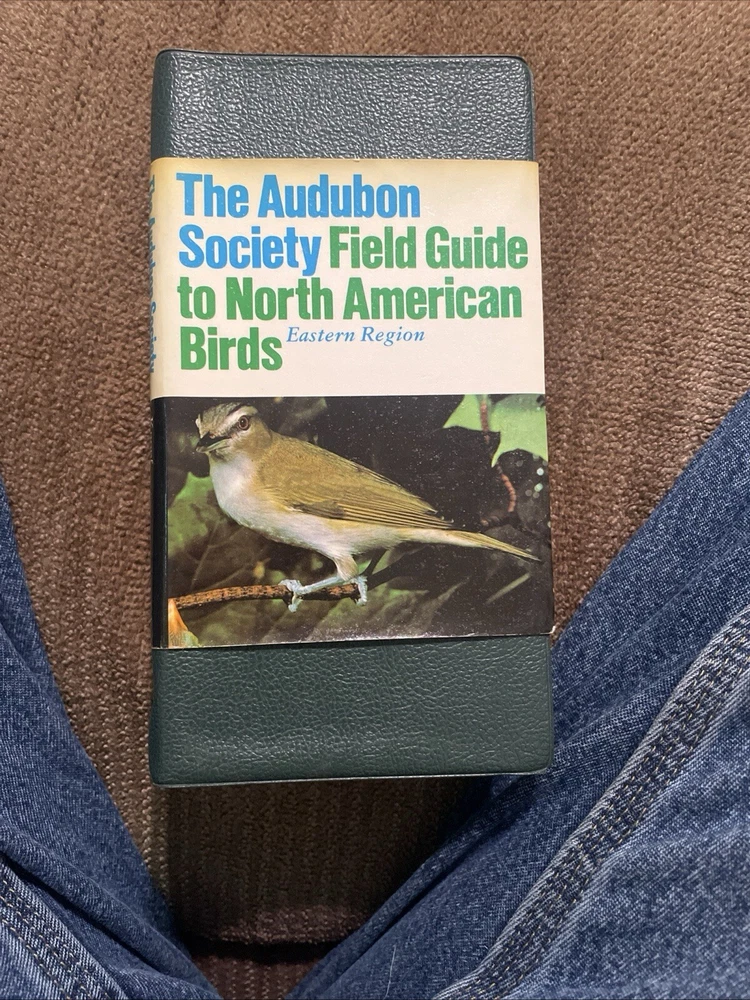 The Audubon
Society Field Guide
to North American
Birds Eastern Region